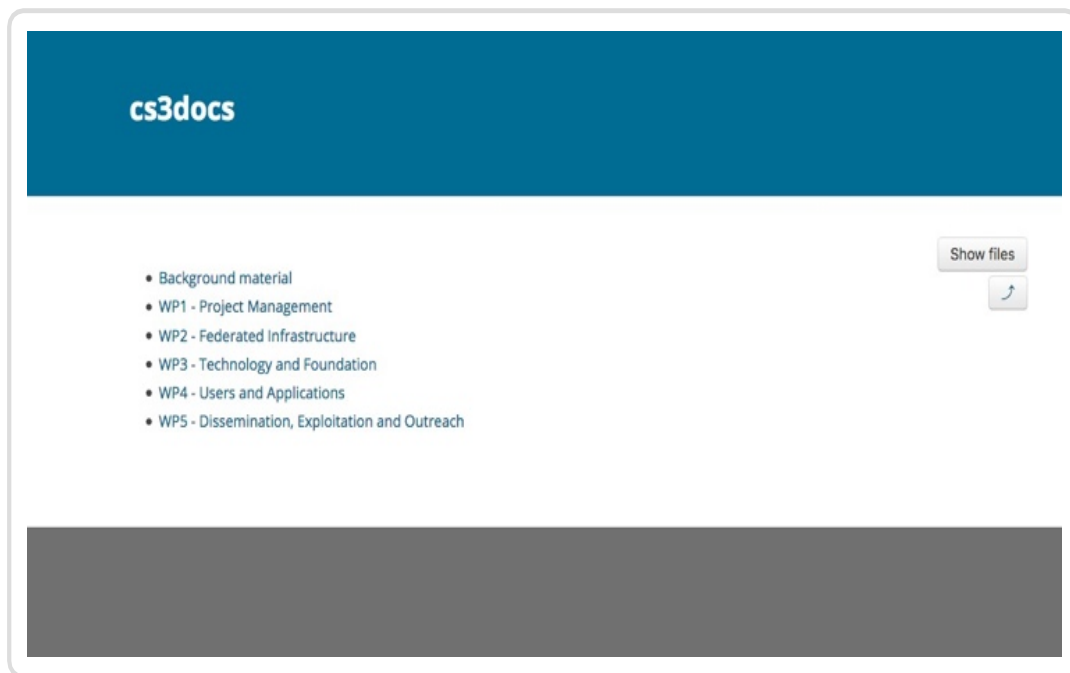 cs3docs
Show files
Background material
WP1 - Project Management
WP2 - Federated Infrastructure
WP3 - Technology and Foundation
WP4 - Users and Applications
WP5 - Dissemination, Exploitation and Outreach